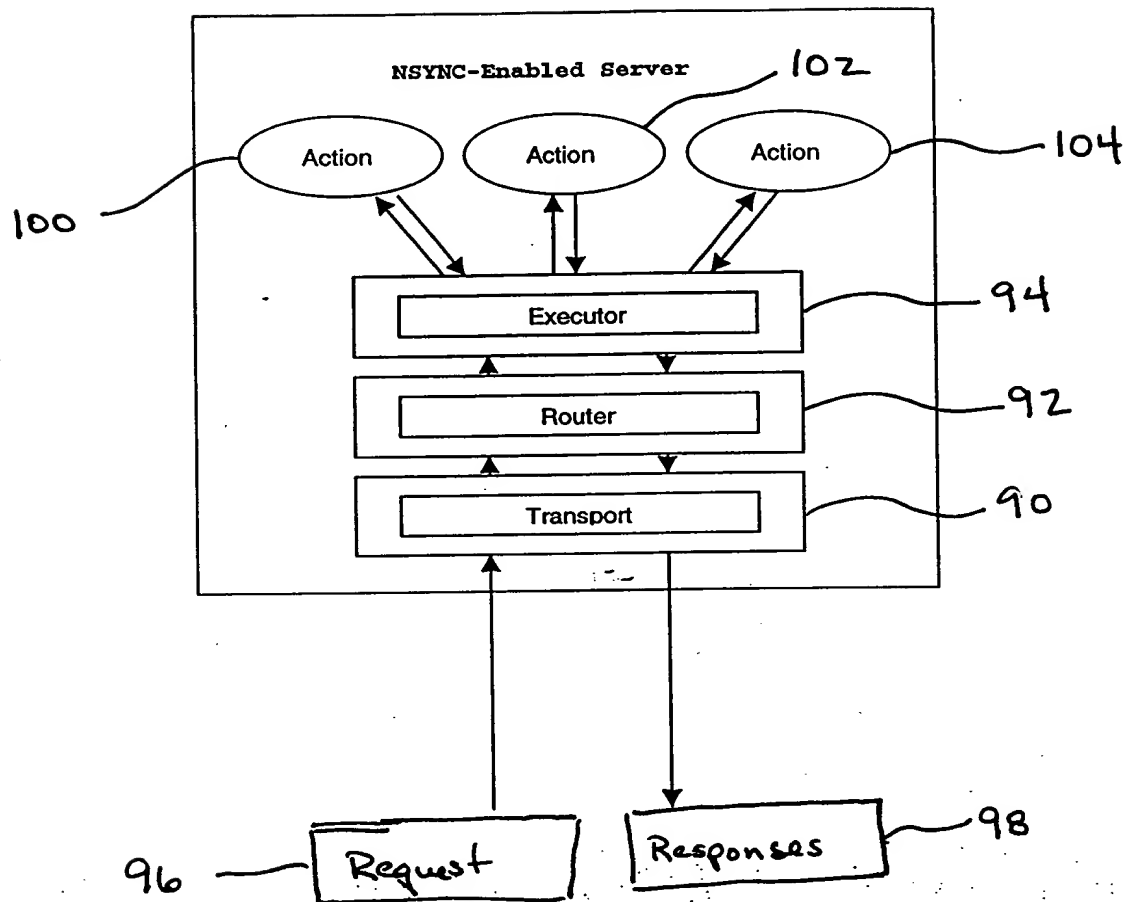 NSYNC-Enabled Server
102
Action
Action
Action
104
100
Executor
94
Router
92
Transport
90
Request
Responses
98
96